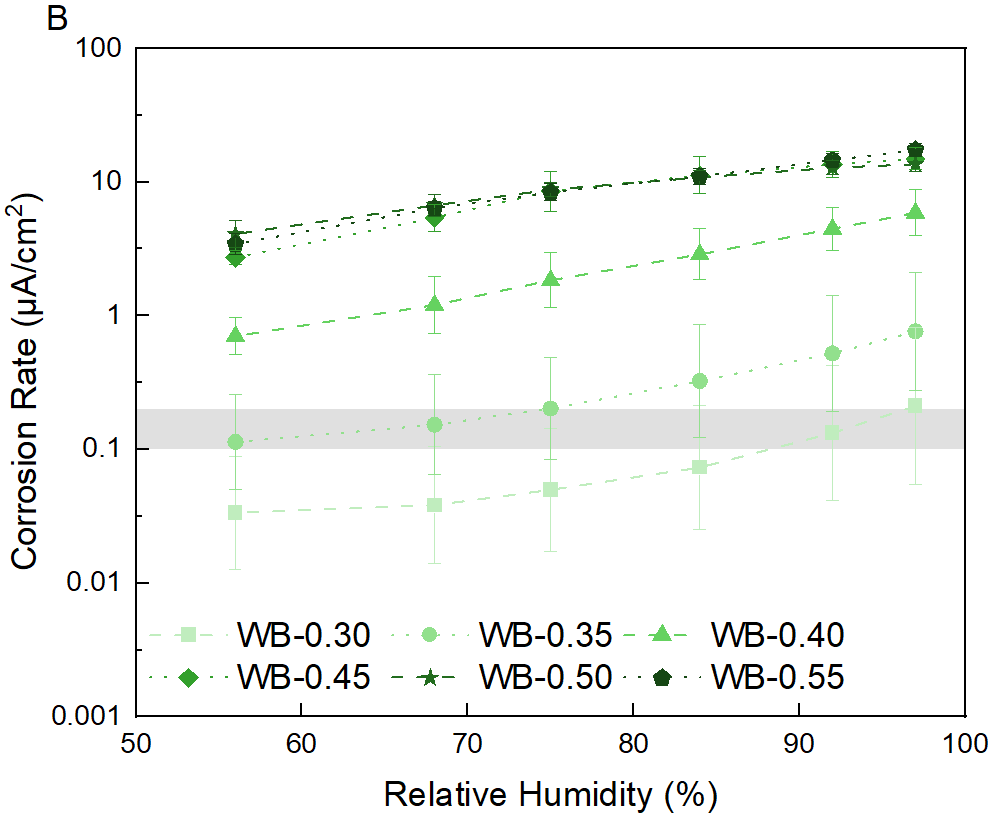 B
100
10
1
0.1
0.01
0.001
Corrosion Rate (µA/cm²)
WB-0.30 WB-0.35 WB-0.40
WB-0.45 WB-0.50 WB-0.55
50 60 70 80 90 100
Relative Humidity (%)